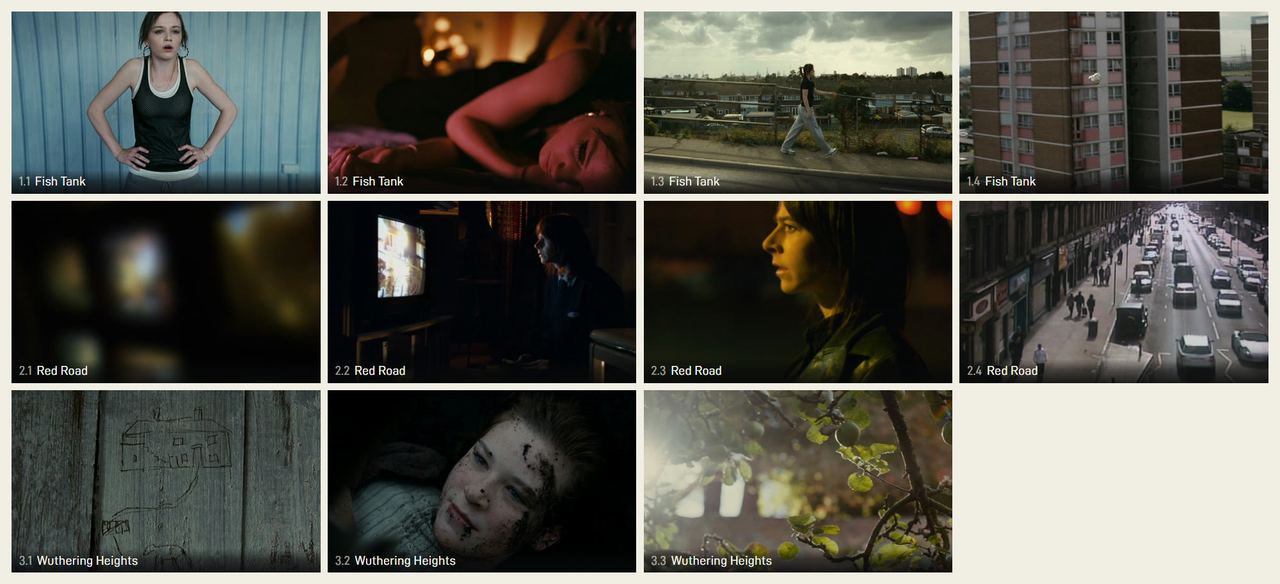 1.1 Fish Tank
1.2 Fish Tank
1.3 Fish Tank
1.4 Fish Tank
2.1 Red Road
2.2 Red Road
2.3 Red Road
2.4 Red Road
3.1 Wuthering Heights
3.2 Wuthering Heights
3.3 Wuthering Heights